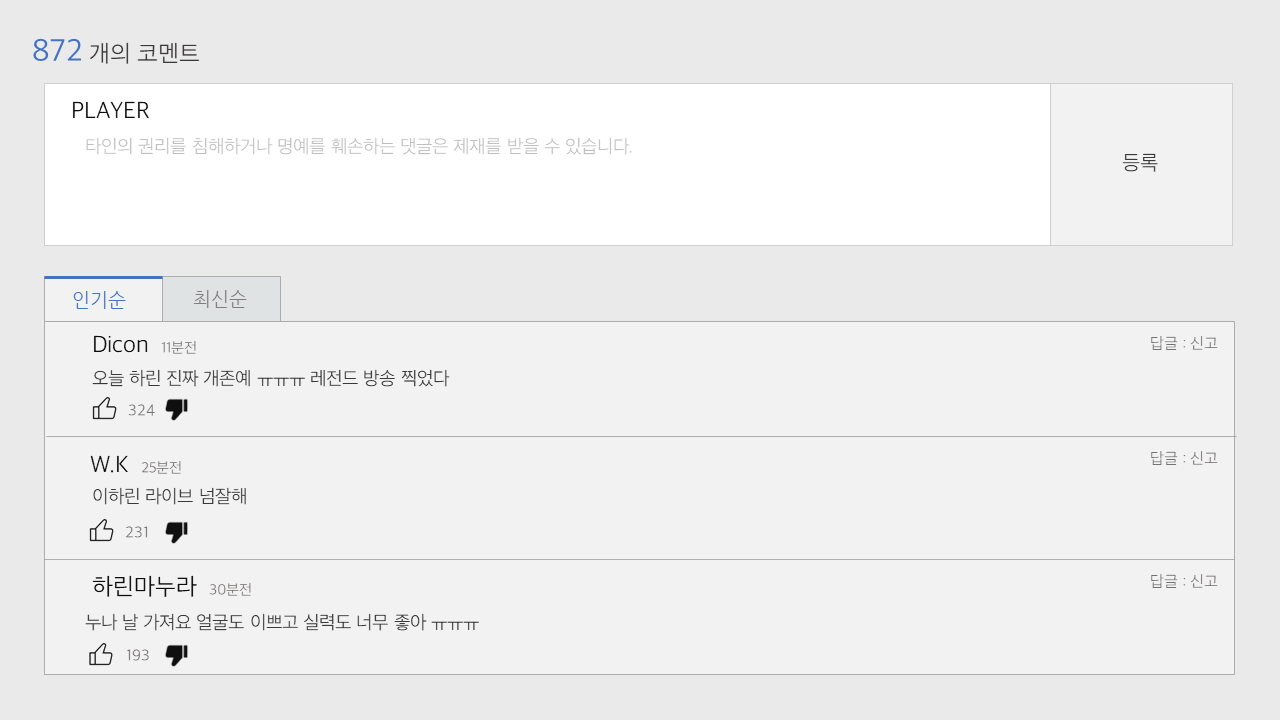 872 개의 코멘트
PLAYER
타인의 권리를 침해하거나 명예를 훼손하는 댓글은 제재를 받을 수 있습니다.
등록
인기순 최신순
Dicon 11분전 답글 : 신고
오늘 하린 진짜 개존예 ㅠㅠㅠ 레전드 방송 찍었다
324
W.K 25분전 답글 : 신고
이하린 라이브 넘잘해
231
하린마누라 30분전 답글 : 신고
누나 날 가져요 얼굴도 이쁘고 실력도 너무 좋아 ㅠㅠㅠ
193